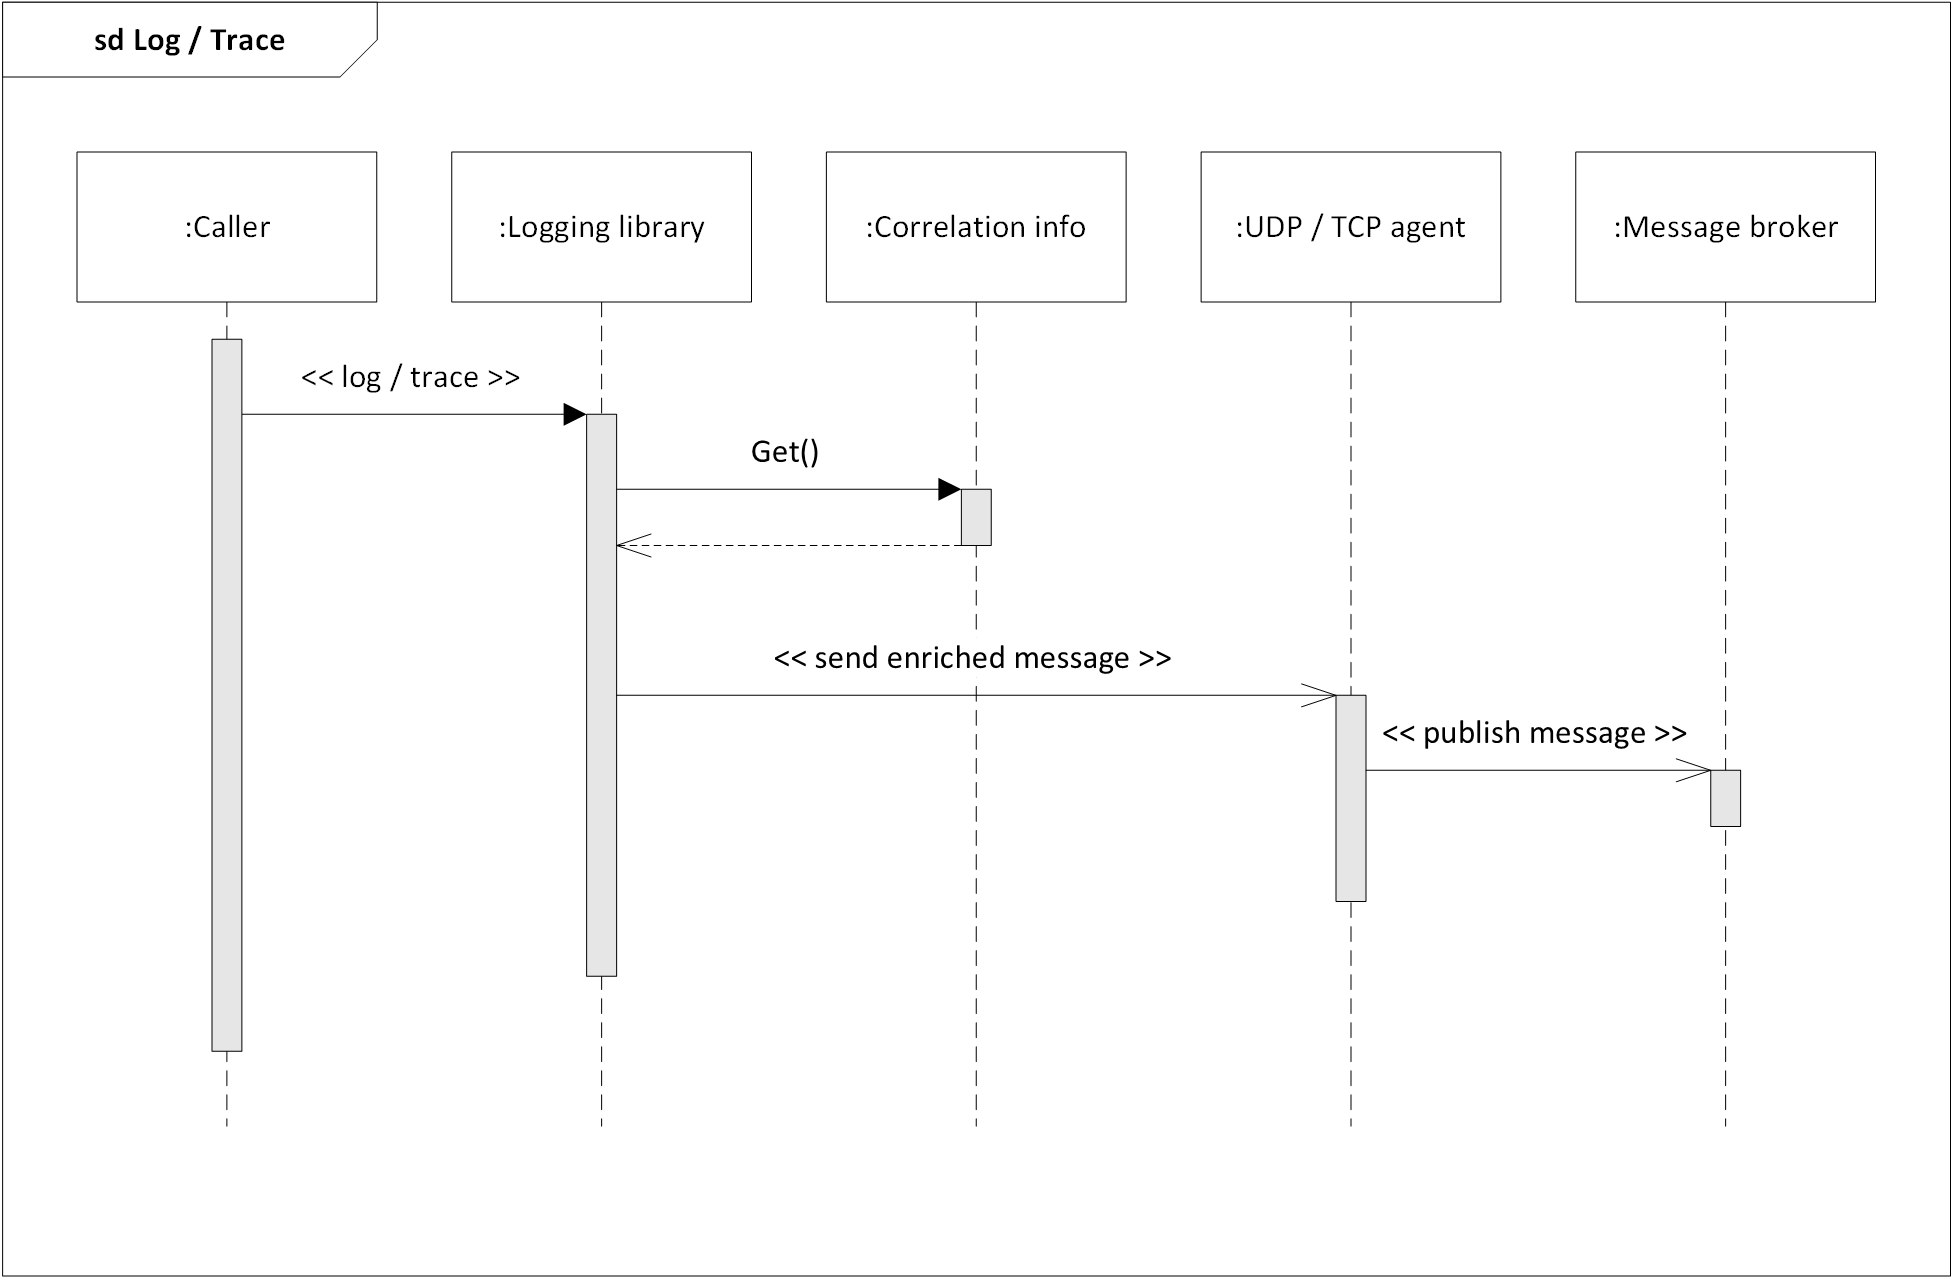 sd Log / Trace
:Caller
:Logging library
:Correlation info
:UDP / TCP agent
:Message broker
<< log / trace >>
Get()
<< send enriched message >>
<< publish message >>